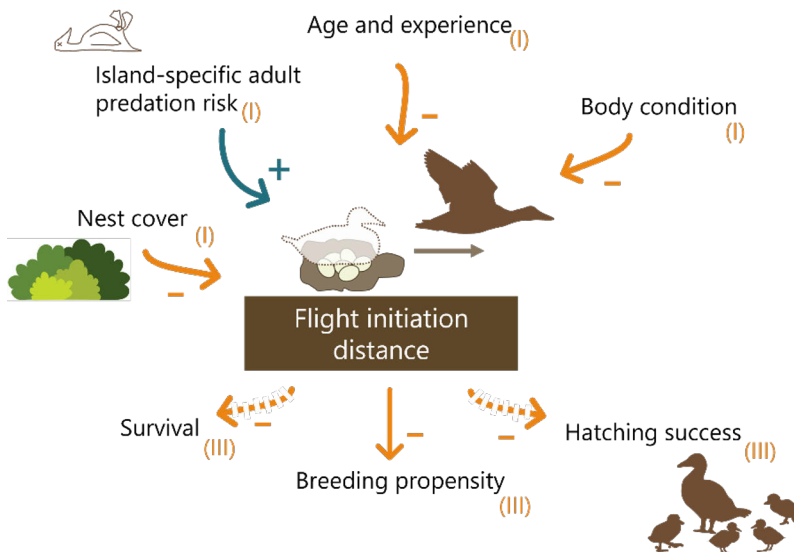 Age and experience (I)
Island-specific adult
predation risk (I)
Body condition
(I)
–
+
–
Nest cover (I)
–
Flight initiation
distance
Survival
(III)
–
–
–
Hatching success
(III)
Breeding propensity
(III)